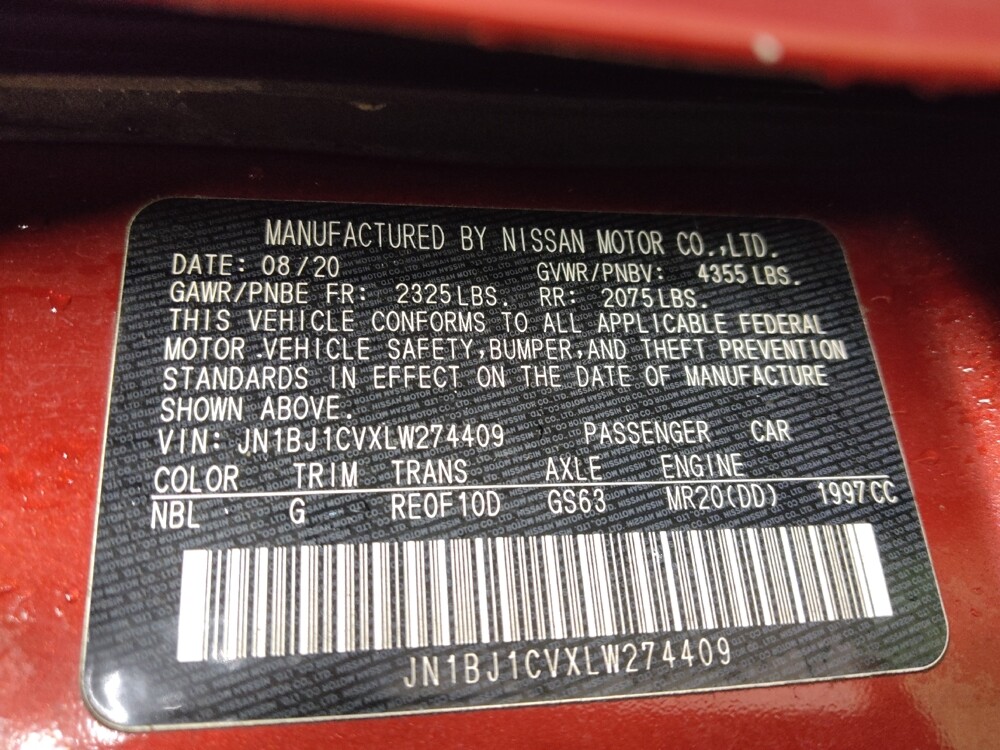 MANUFACTURED BY NISSAN MOTOR CO.,LTD.
DATE: 08/20 GVWR/PNBV: 4355 LBS.
GAWR/PNBE FR: 2325 LBS. RR: 2075 LBS.
THIS VEHICLE CONFORMS TO ALL APPLICABLE FEDERAL
MOTOR VEHICLE SAFETY,BUMPER,AND THEFT PREVENTION
STANDARDS IN EFFECT ON THE DATE OF MANUFACTURE
SHOWN ABOVE.
VIN: JN1BJ1CVXLW274409 PASSENGER CAR
COLOR TRIM TRANS AXLE ENGINE
NBL G RE0F10D GS63 MR20(DD) 1997CC
JN1BJ1CVXLW274409